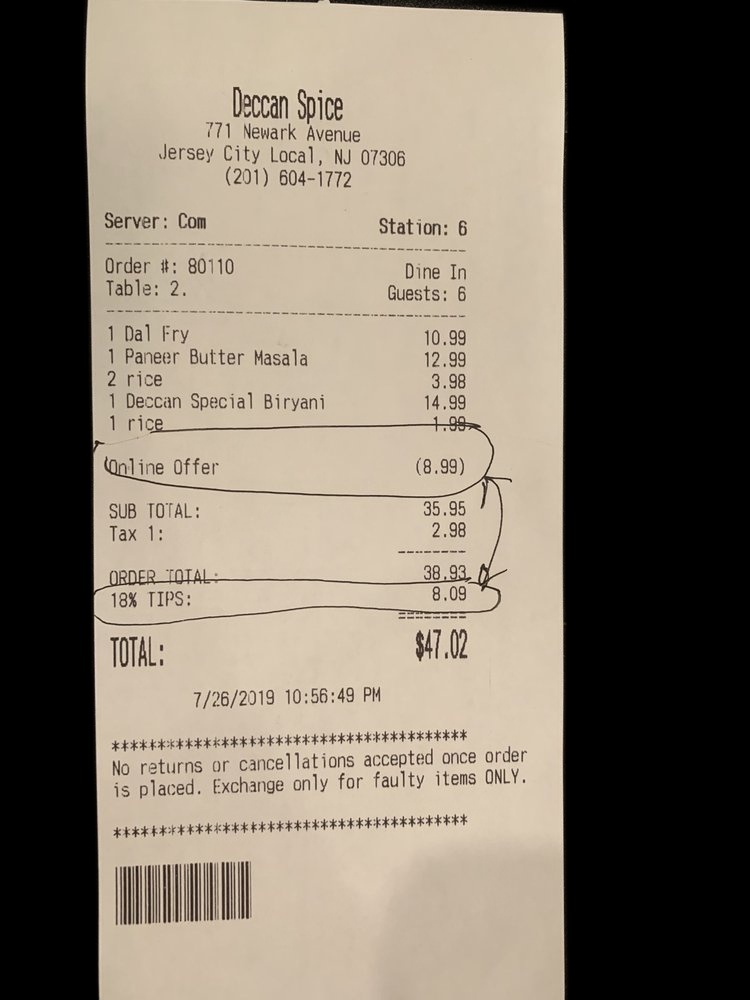 Deccan Spice
771 Newark Avenue
Jersey City Local, NJ 07306
(201) 604-1772
Server: Com Station: 6
Order #: 80110 Dine In
Table: 2. Guests: 6
1 Dal Fry 10.99
1 Paneer Butter Masala 12.99
2 rice 3.98
1 Deccan Special Biryani 14.99
1 rice 1.99
Online Offer (8.99)
SUB TOTAL: 35.95
Tax 1: 2.98
ORDER TOTAL: 38.93
18% TIPS: 8.09
TOTAL: $47.02
7/26/2019 10:56:49 PM
***************************************
No returns or cancellations accepted once order
is placed. Exchange only for faulty items ONLY.
***************************************